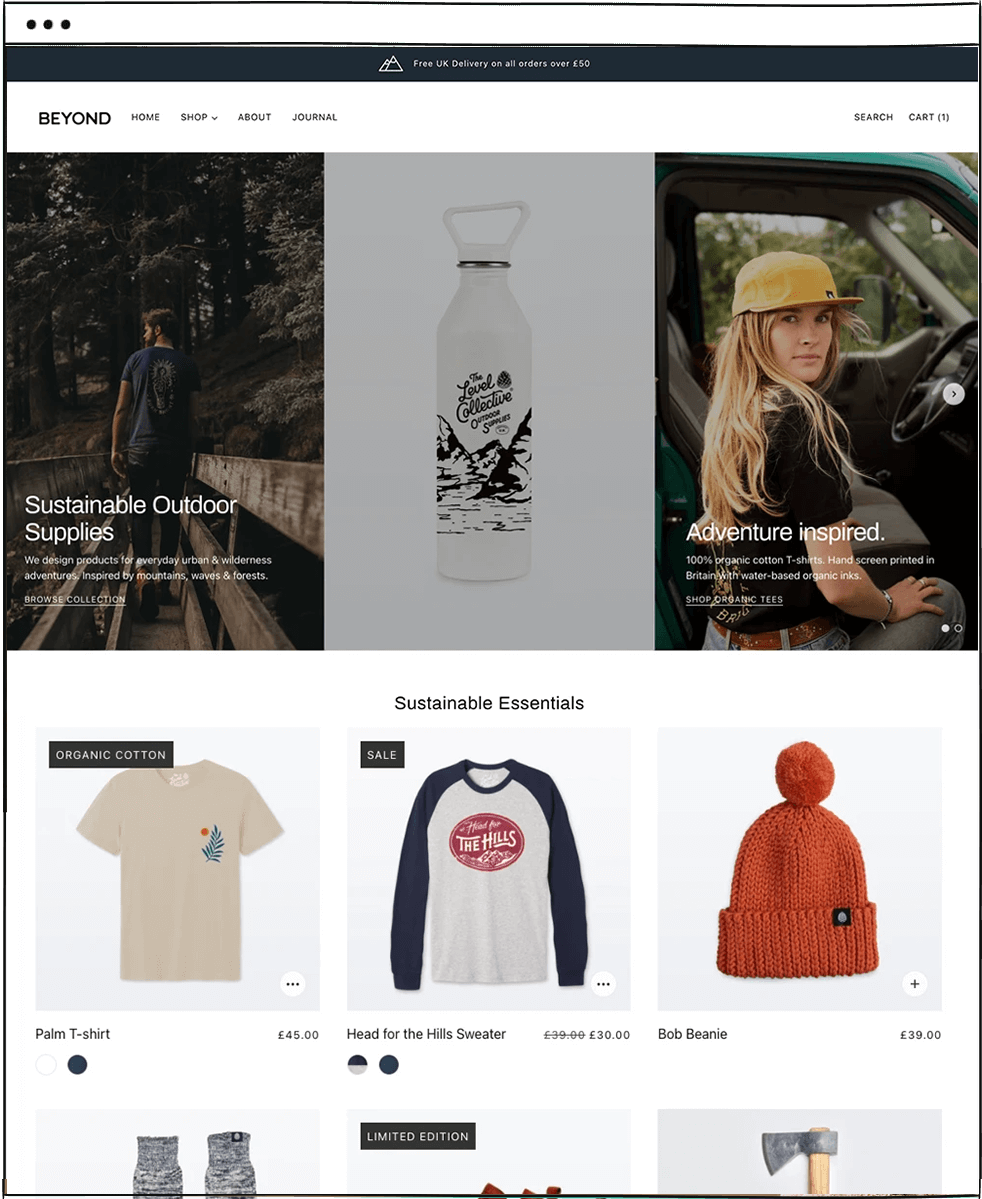 Free UK Delivery on all orders over £50
BEYOND HOME SHOP ABOUT JOURNAL SEARCH CART (1)
The
Level
Collective
OUTDOOR
SUPPLIES
Sustainable Outdoor
Supplies
We design products for everyday urban & wilderness
adventures. Inspired by mountains, waves & forests.
BROWSE COLLECTION
Adventure inspired.
100% organic cotton T-shirts. Hand screen printed in
Britain with water-based organic inks.
SHOP ORGANIC TEES
Sustainable Essentials
ORGANIC COTTON
SALE
Head for
THE HILLS
Palm T-shirt £45.00
Head for the Hills Sweater £39.00 £30.00
Bob Beanie £39.00
LIMITED EDITION